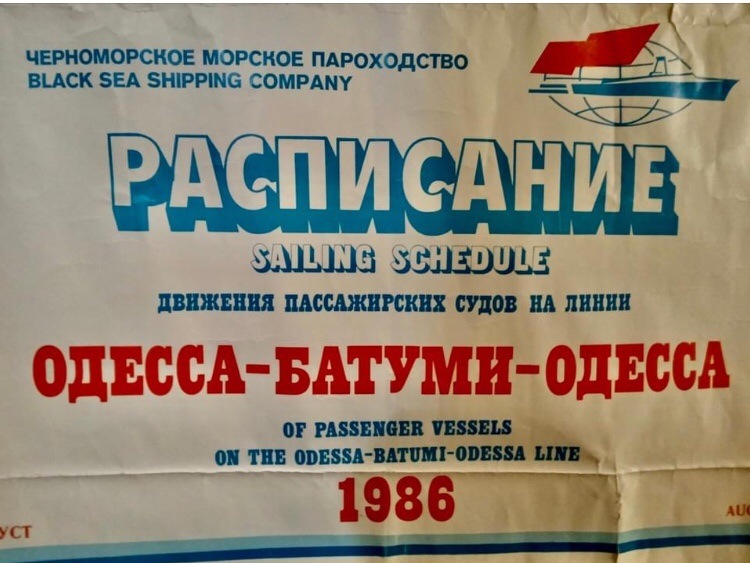 ЧЕРНОМОРСКОЕ МОРСКОЕ ПАРОХОДСТВО
BLACK SEA SHIPPING COMPANY
РАСПИСАНИЕ
SAILING SCHEDULE
ДВИЖЕНИЯ ПАССАЖИРСКИХ СУДОВ НА ЛИНИИ
ОДЕССА-БАТУМИ-ОДЕССА
OF PASSENGER VESSELS
ON THE ODESSA-BATUMI-ODESSA LINE
1986